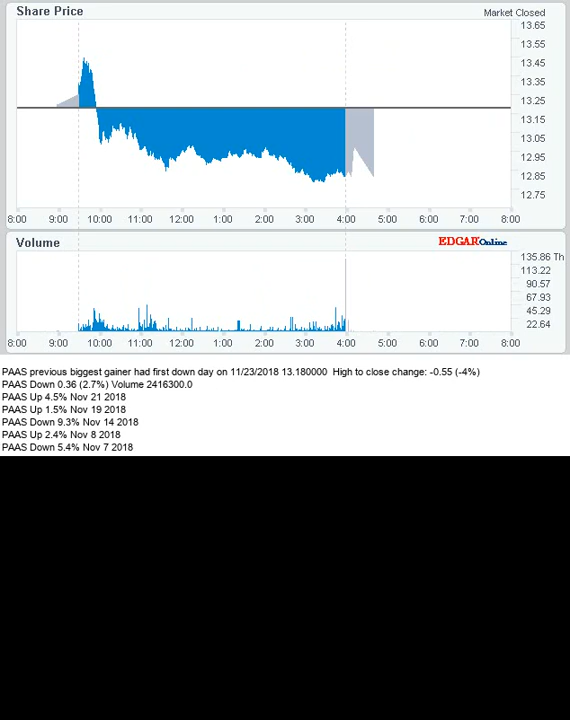 Share Price
Market Closed
13.65
13.55
13.45
13.35
13.25
13.15
13.05
12.95
12.85
12.75
8:00 9:00 10:00 11:00 12:00 1:00 2:00 3:00 4:00 5:00 6:00 7:00 8:00
Volume
EDGAR Online
135.86 Th
113.22
90.57
67.93
45.29
22.64
8:00 9:00 10:00 11:00 12:00 1:00 2:00 3:00 4:00 5:00 6:00 7:00 8:00
PAAS previous biggest gainer had first down day on 11/23/2018 13.180000 High to close change: -0.55 (-4%)
PAAS Down 0.36 (2.7%) Volume 2416300.0
PAAS Up 4.5% Nov 21 2018
PAAS Up 1.5% Nov 19 2018
PAAS Down 9.3% Nov 14 2018
PAAS Up 2.4% Nov 8 2018
PAAS Down 5.4% Nov 7 2018